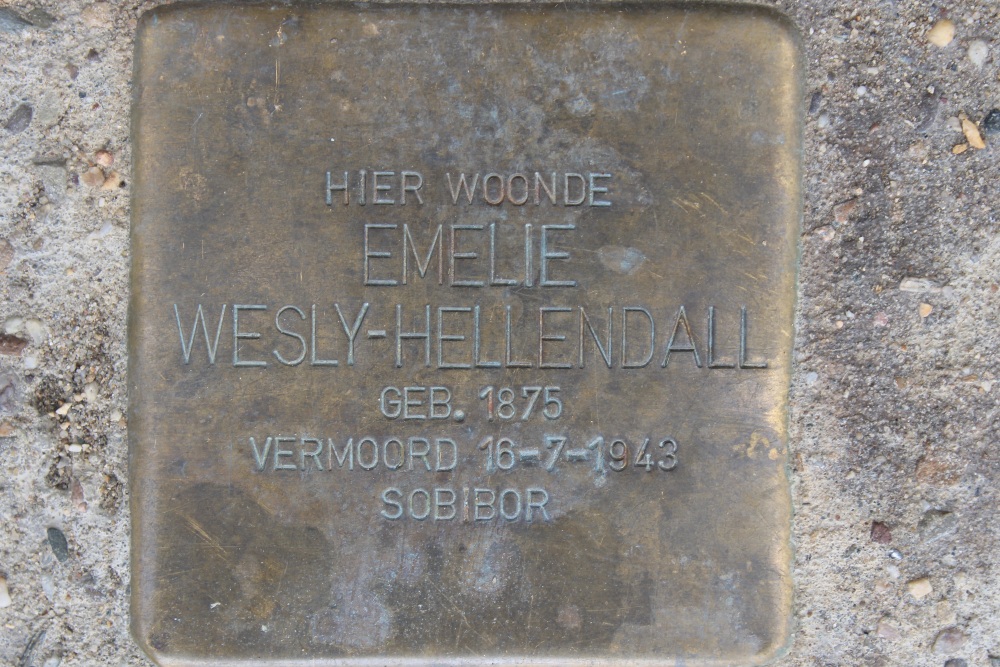 HIER WOONDE
EMELIE
WESLY-HELLENDALL
GEB. 1875
VERMOORD 16-7-1943
SOBIBOR